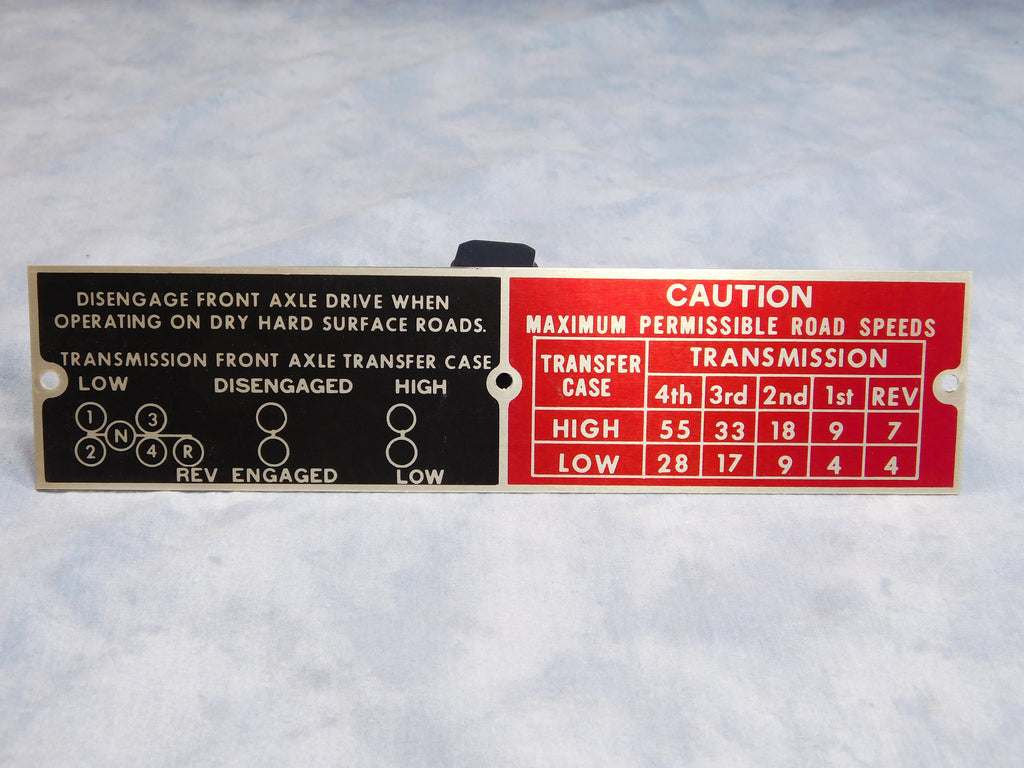 DISENGAGE FRONT AXLE DRIVE WHEN
OPERATING ON DRY HARD SURFACE ROADS.
TRANSMISSION FRONT AXLE TRANSFER CASE
LOW DISENGAGED HIGH
1 3
N
2 4 R
REV ENGAGED LOW
CAUTION
MAXIMUM PERMISSIBLE ROAD SPEEDS
TRANSFER CASE TRANSMISSION
4th 3rd 2nd 1st REV
HIGH 55 33 18 9 7
LOW 28 17 9 4 4